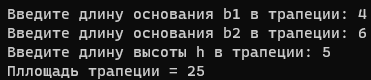 Введите длину основания b1 в трапеции: 4
Введите длину основания b2 в трапеции: 6
Введите длину высоты h в трапеции: 5
Пллощадь трапеции = 25